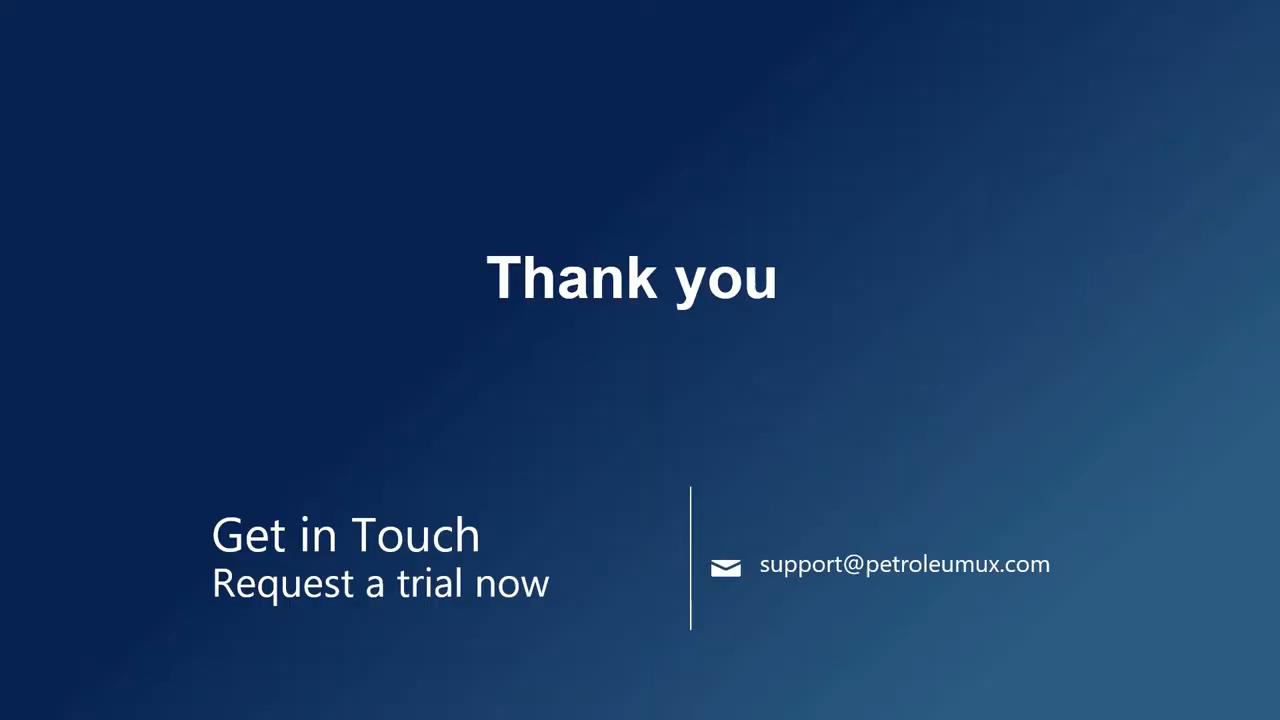 Thank you
Get in Touch
Request a trial now
support@petroleumux.com